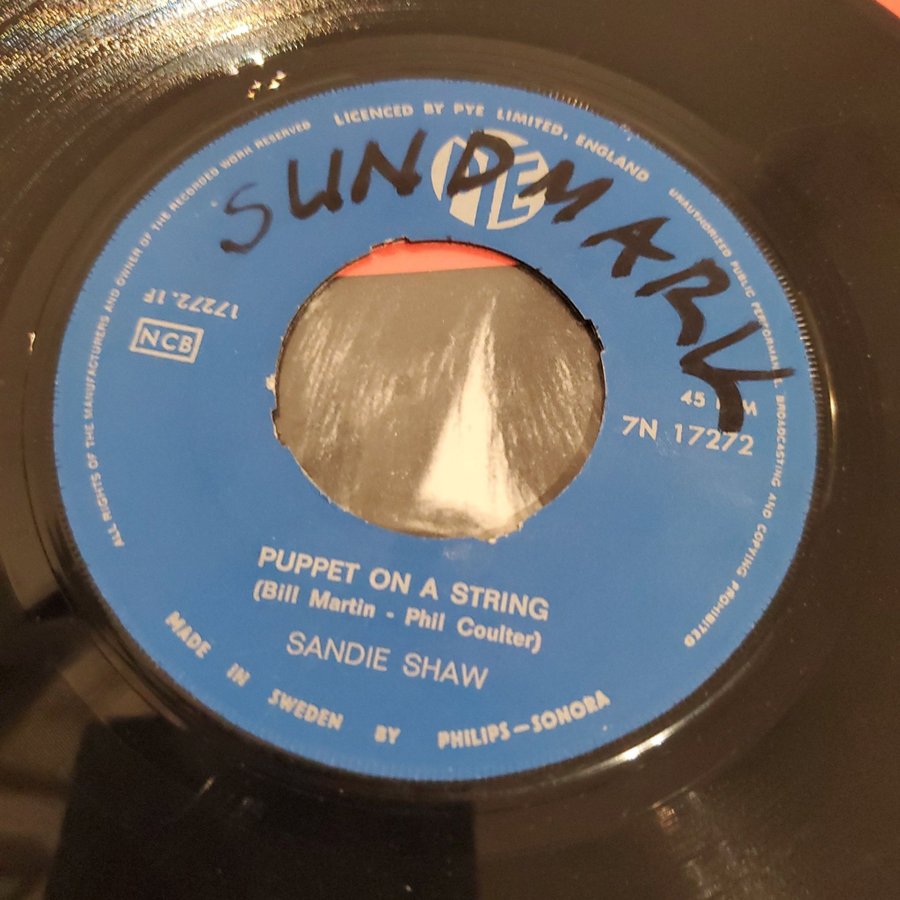 LICENCED BY PYE LIMITED, ENGLAND
ALL RIGHTS OF THE MANUFACTURERS AND OWNER OF THE RECORDED WORK RESERVED
UNAUTHORIZED PUBLIC PERFORMANCE, BROADCASTING AND COPYING PROHIBITED
PYE
SUNDMARK
17272.1F
NCB
45
7N 17272
PUPPET ON A STRING
(Bill Martin - Phil Coulter)
SANDIE SHAW
MADE IN SWEDEN BY PHILIPS-SONORA